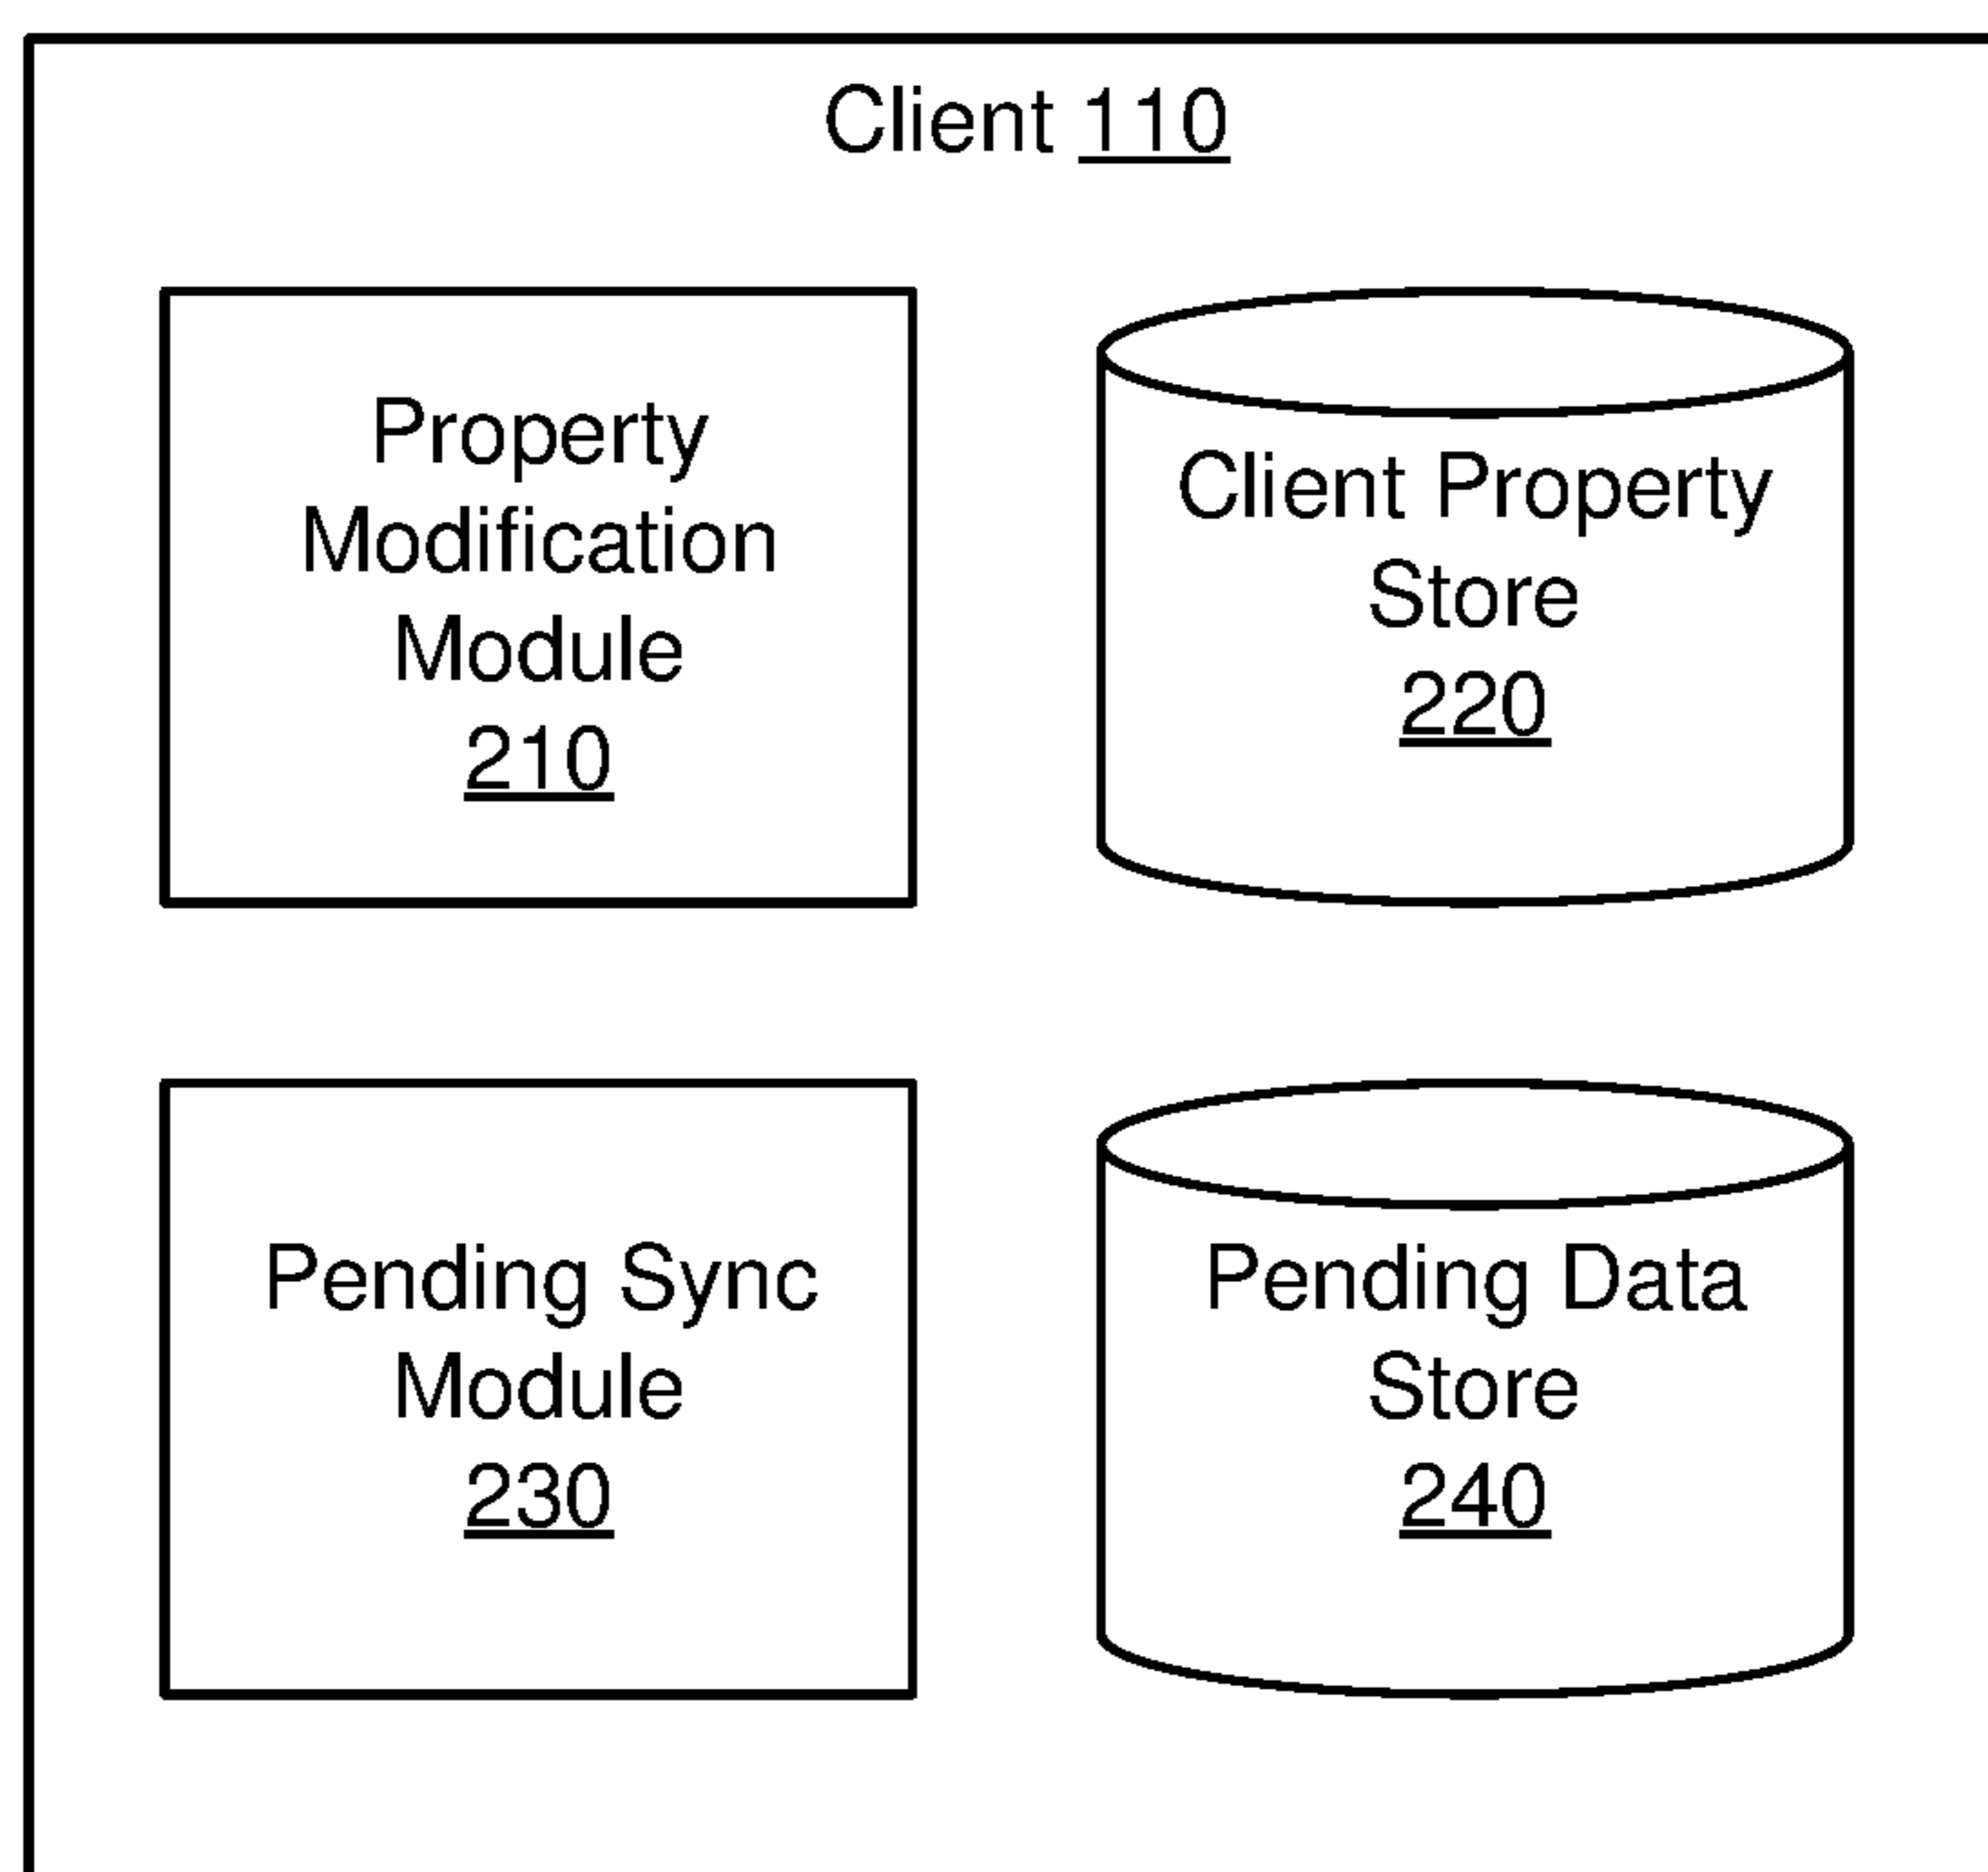 Client 110
Property
Modification
Module
210
Client Property
Store
220
Pending Sync
Module
230
Pending Data
Store
240